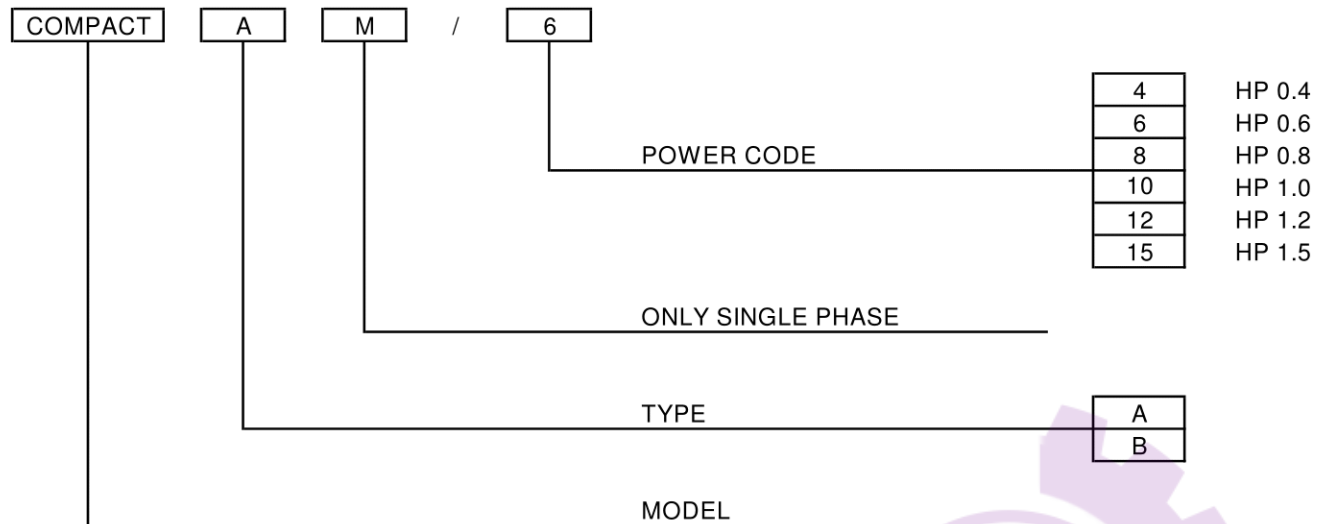 COMPACT A M / 6
4 HP 0.4
6 HP 0.6
POWER CODE 8 HP 0.8
10 HP 1.0
12 HP 1.2
15 HP 1.5
ONLY SINGLE PHASE
TYPE A
B
MODEL